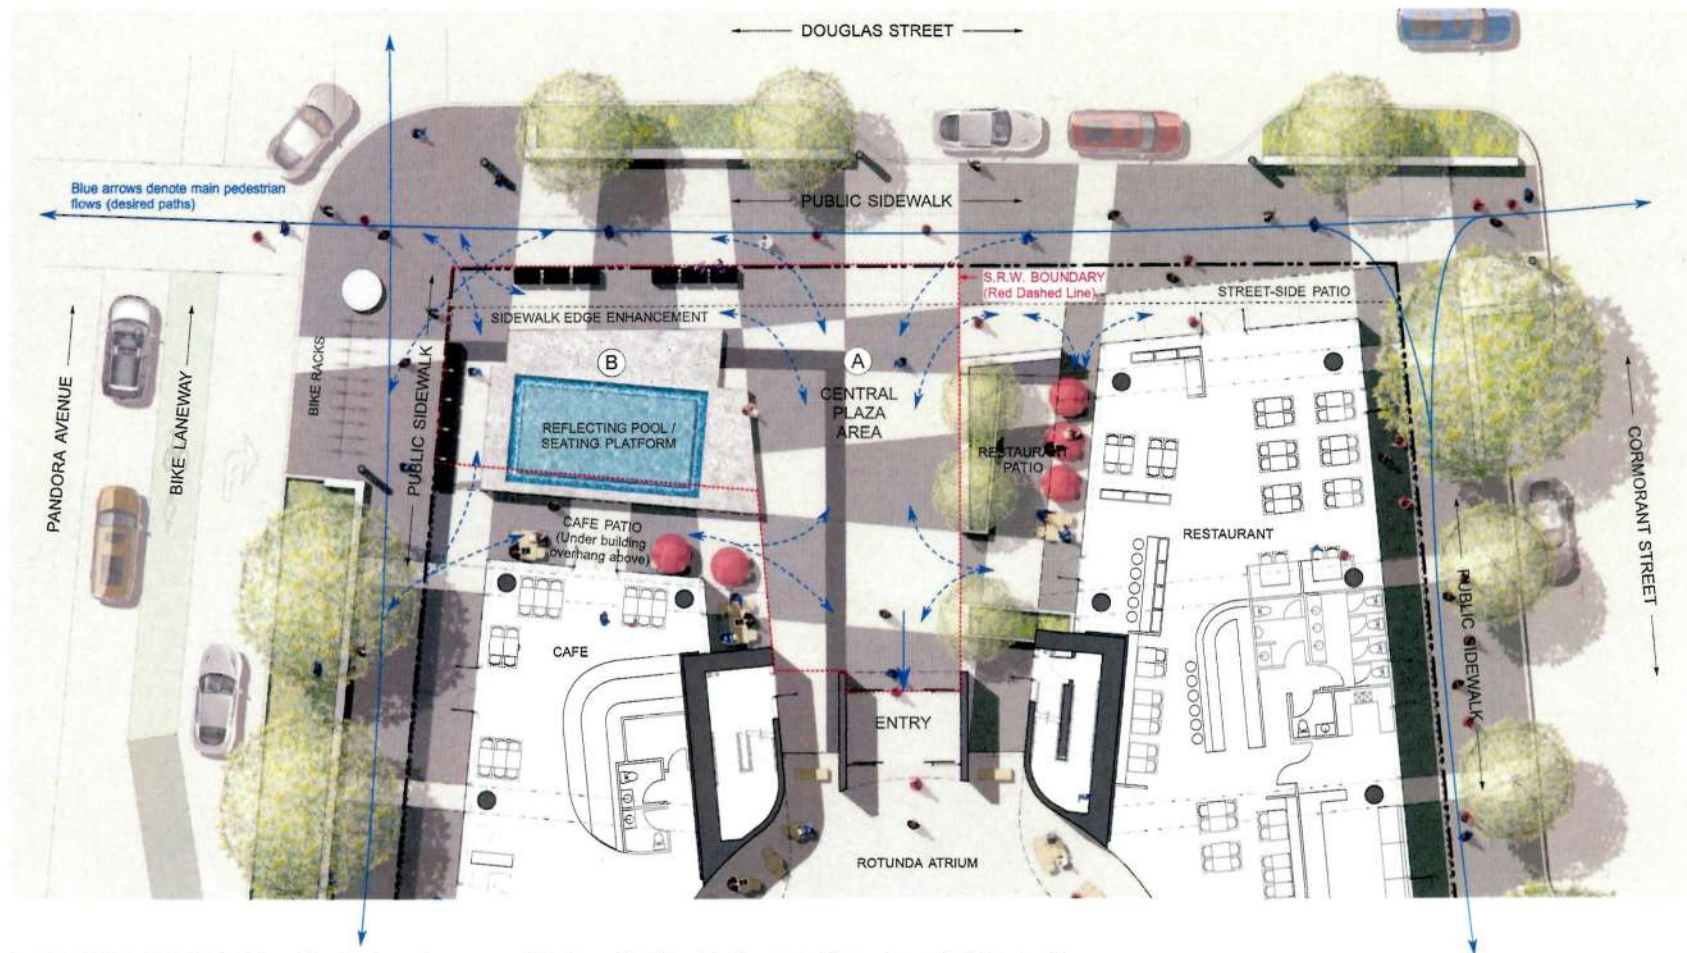 DOUGLAS STREET
Blue arrows denote main pedestrian
flows (desired paths)
PUBLIC SIDEWALK
S.R.W. BOUNDARY
(Red Dashed Line)
STREET-SIDE PATIO
SIDEWALK EDGE ENHANCEMENT
BIKE RACKS
PUBLIC SIDEWALK
PANDORA AVENUE
BIKE LANEWAY
B
A
CENTRAL
PLAZA
AREA
REFLECTING POOL /
SEATING PLATFORM
RESTAURANT
PATIO
CAFE PATIO
(Under building
overhang above)
RESTAURANT
CORMORANT STREET
PUBLIC SIDEWALK
CAFE
ENTRY
ROTUNDA ATRIUM